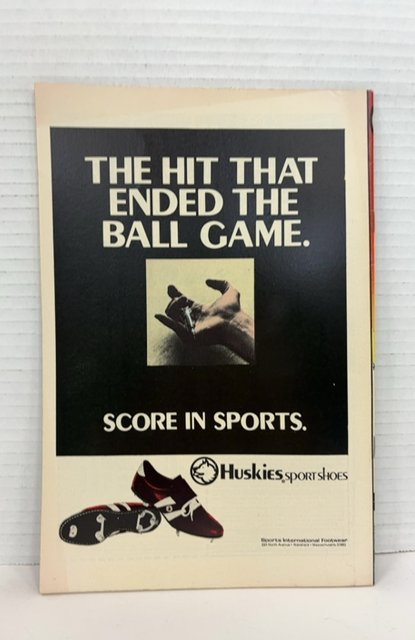 THE HIT THAT
ENDED THE
BALL GAME.
SCORE IN SPORTS.
Huskies SPORT SHOES
Sports International Footwear